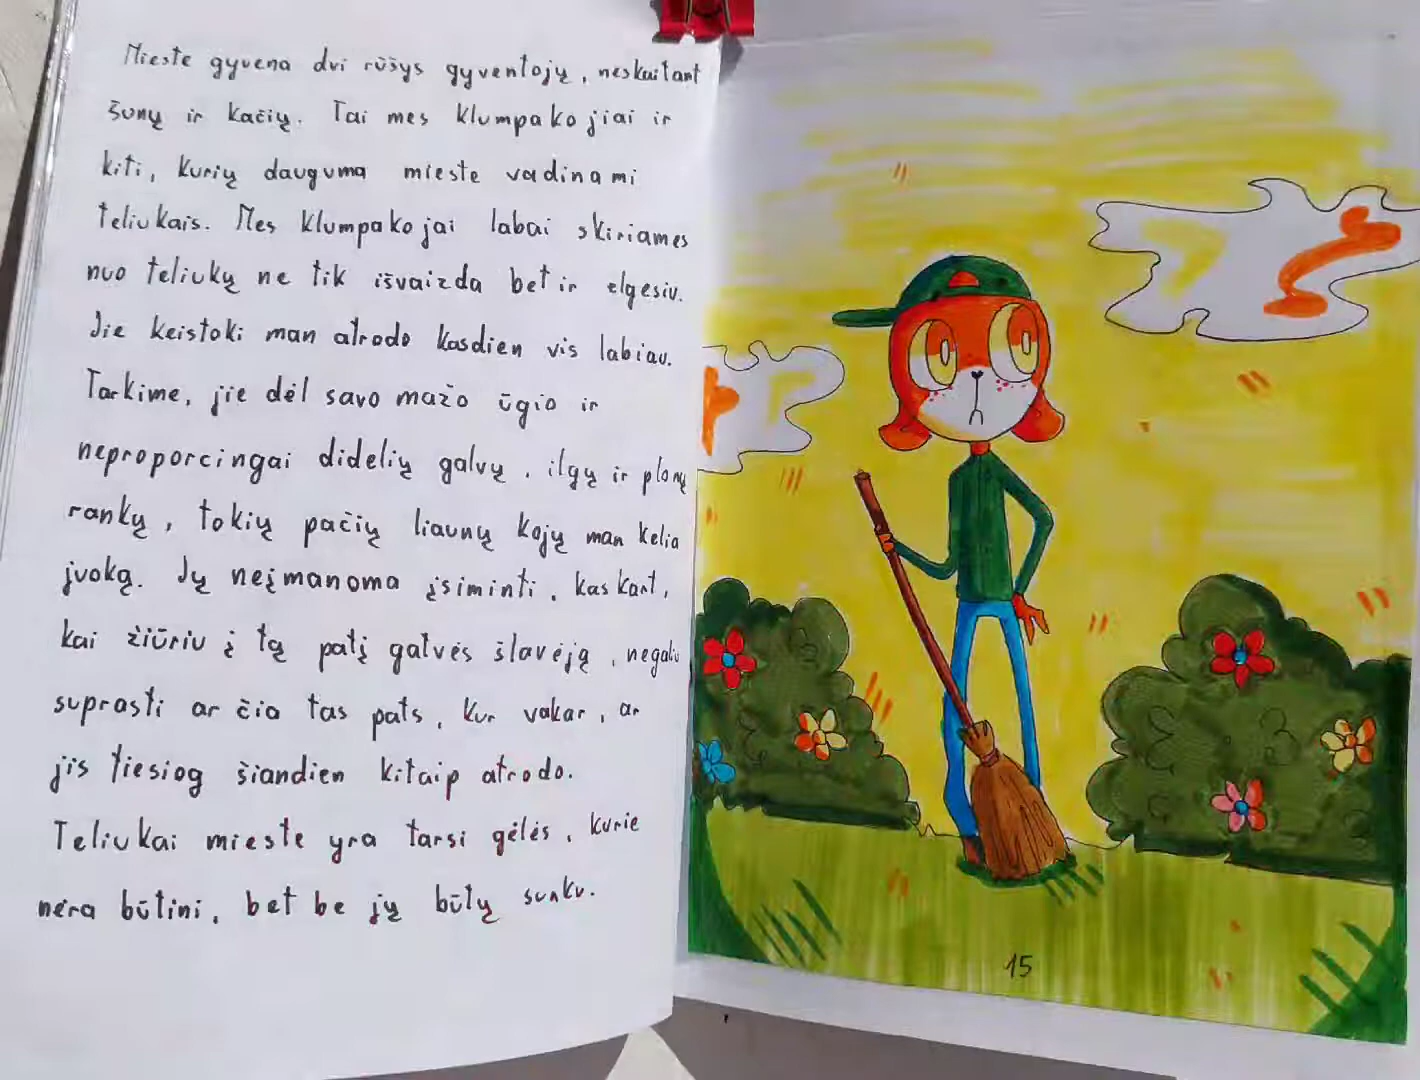 Mieste gyvena dvi rūšys gyventojų, neskaitant
šunų ir kačių. Tai mes klumpakojiai ir
kiti, kurių dauguma mieste vadinami
teliukais. Mes klumpakojai labai skiriamės
nuo teliukų ne tik išvaizda bet ir elgesiu.
Jie keistoki man atrodo kasdien vis labiau.
Tarkime, jie dėl savo mažo ūgio ir
neproporcingai didelių galvų, ilgų ir plonų
rankų, tokių pačių liaunų kojų man kelia
juoką. Jų neįmanoma įsiminti, kaskart,
kai žiūriu į tą patį gatvės šlavėją, negaliu
suprasti ar čia tas pats, kur vakar, ar
jis tiesiog šiandien kitaip atrodo.
Teliukai mieste yra tarsi gėlės, kurie
nėra būtini, bet be jų būtų sunku.
15